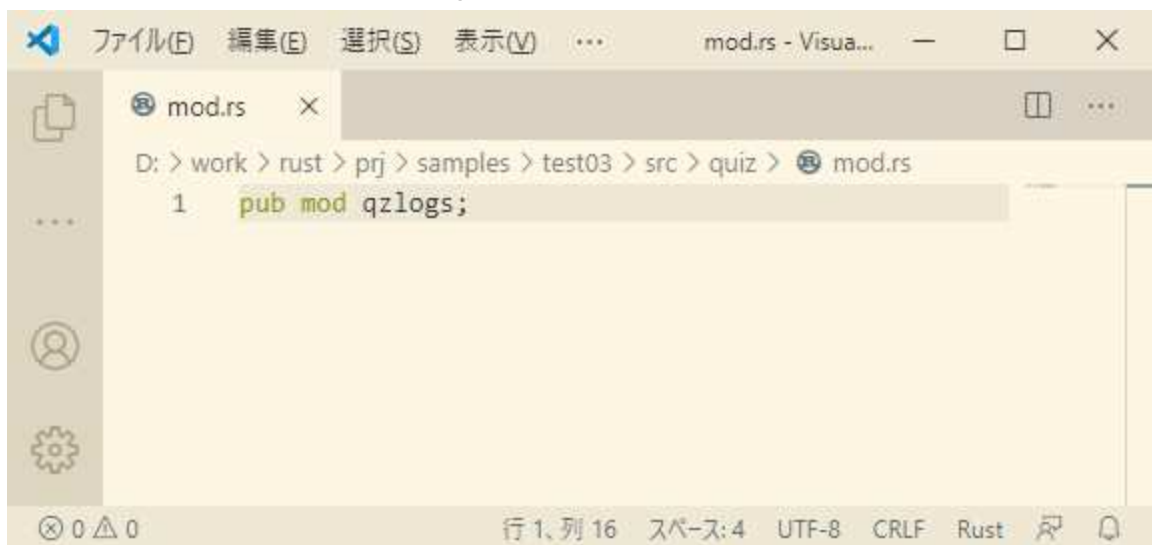 ファイル(F) 編集(E) 選択(S) 表示(V) ··· mod.rs - Visua...
mod.rs
D: > work > rust > prj > samples > test03 > src > quiz > mod.rs
1 pub mod qzlogs;
0 0 行 1、列 16 スペース: 4 UTF-8 CRLF Rust